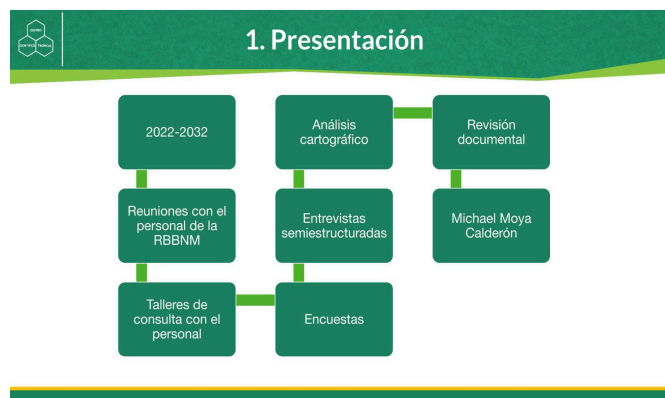 1. Presentación
2022-2032
Reuniones con el
personal de la
RBBNM
Talleres de
consulta con el
personal
Encuestas
Entrevistas
semiestructuradas
Análisis
cartográfico
Revisión
documental
Michael Moya
Calderón